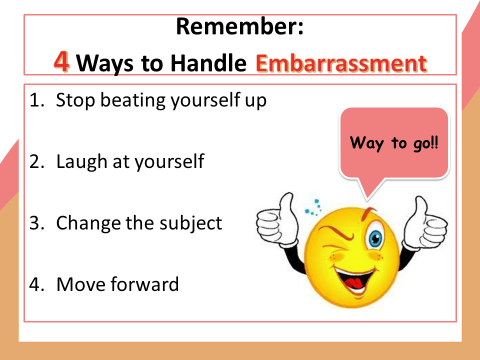 Remember:
4 Ways to Handle Embarrassment
1. Stop beating yourself up
Way to go!!
2. Laugh at yourself
3. Change the subject
4. Move forward